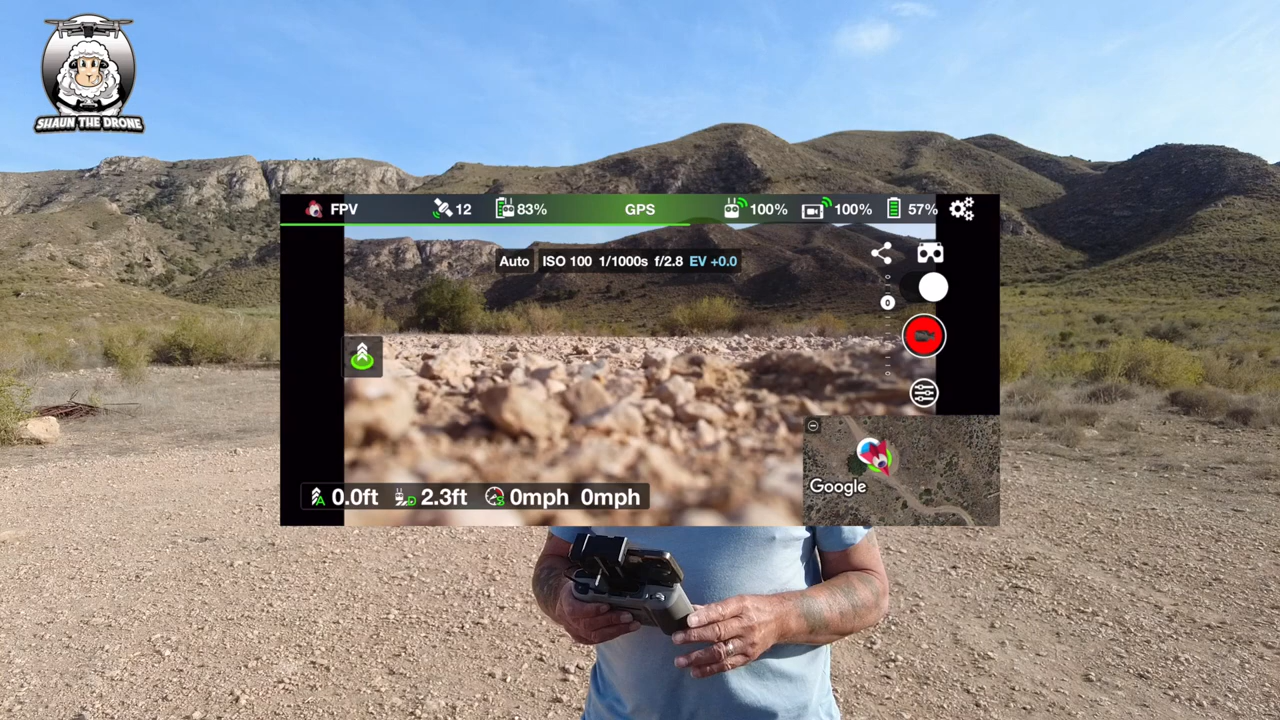 SHAUN THE DRONE
FPV 12 83% GPS 100% 100% 57%
Auto ISO 100 1/1000s f/2.8 EV +0.0
0
A 0.0ft D 2.3ft S 0mph 0mph
Google